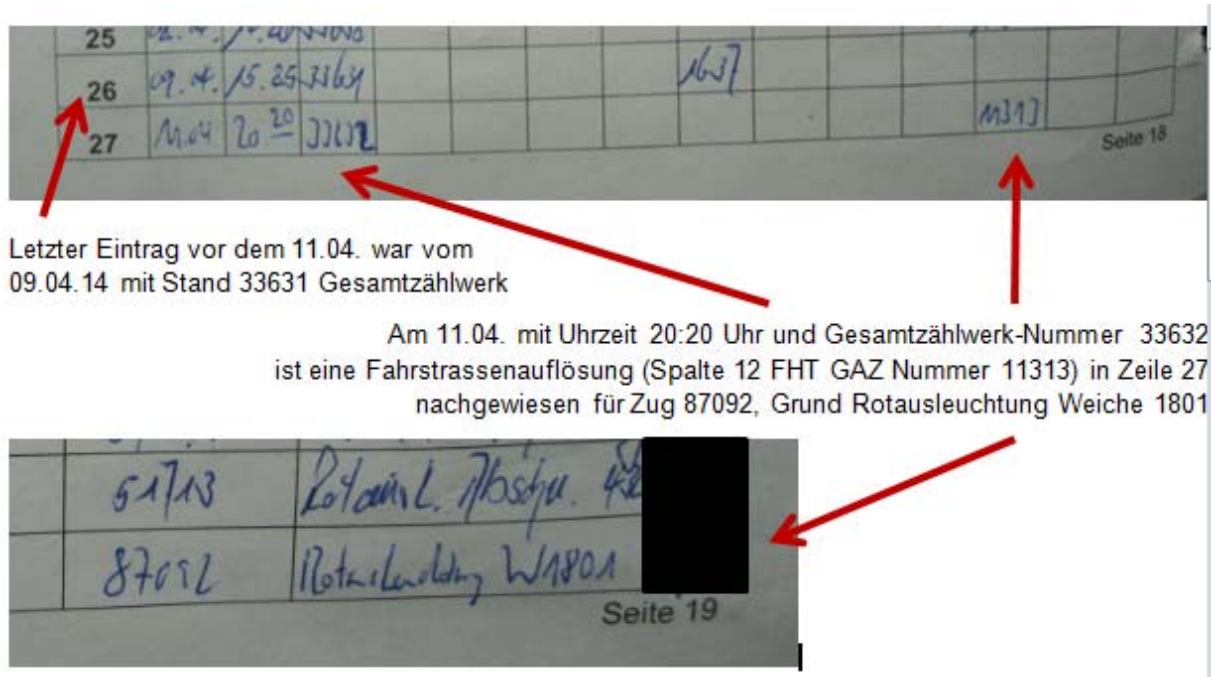 25
26 09.04. 15.25 33631 1637
27 11.04 20.20 33632 11313
Seite 18
Letzter Eintrag vor dem 11.04. war vom
09.04.14 mit Stand 33631 Gesamtzählwerk
Am 11.04. mit Uhrzeit 20:20 Uhr und Gesamtzählwerk-Nummer 33632
ist eine Fahrstrassenauflösung (Spalte 12 FHT GAZ Nummer 11313) in Zeile 27
nachgewiesen für Zug 87092, Grund Rotausleuchtung Weiche 1801
51713 Rotausl. Abschn.
87092 Rotausleuchtung W1801
Seite 19